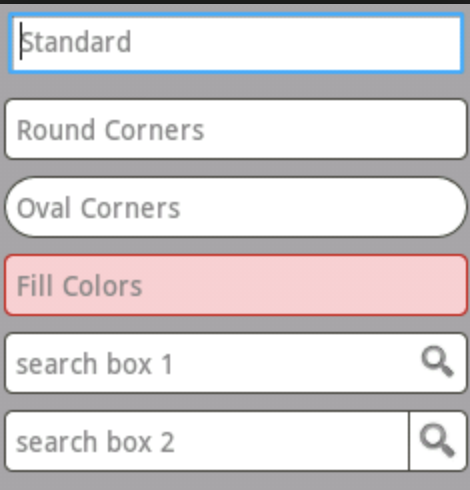 Standard
Round Corners
Oval Corners
Fill Colors
search box 1
search box 2